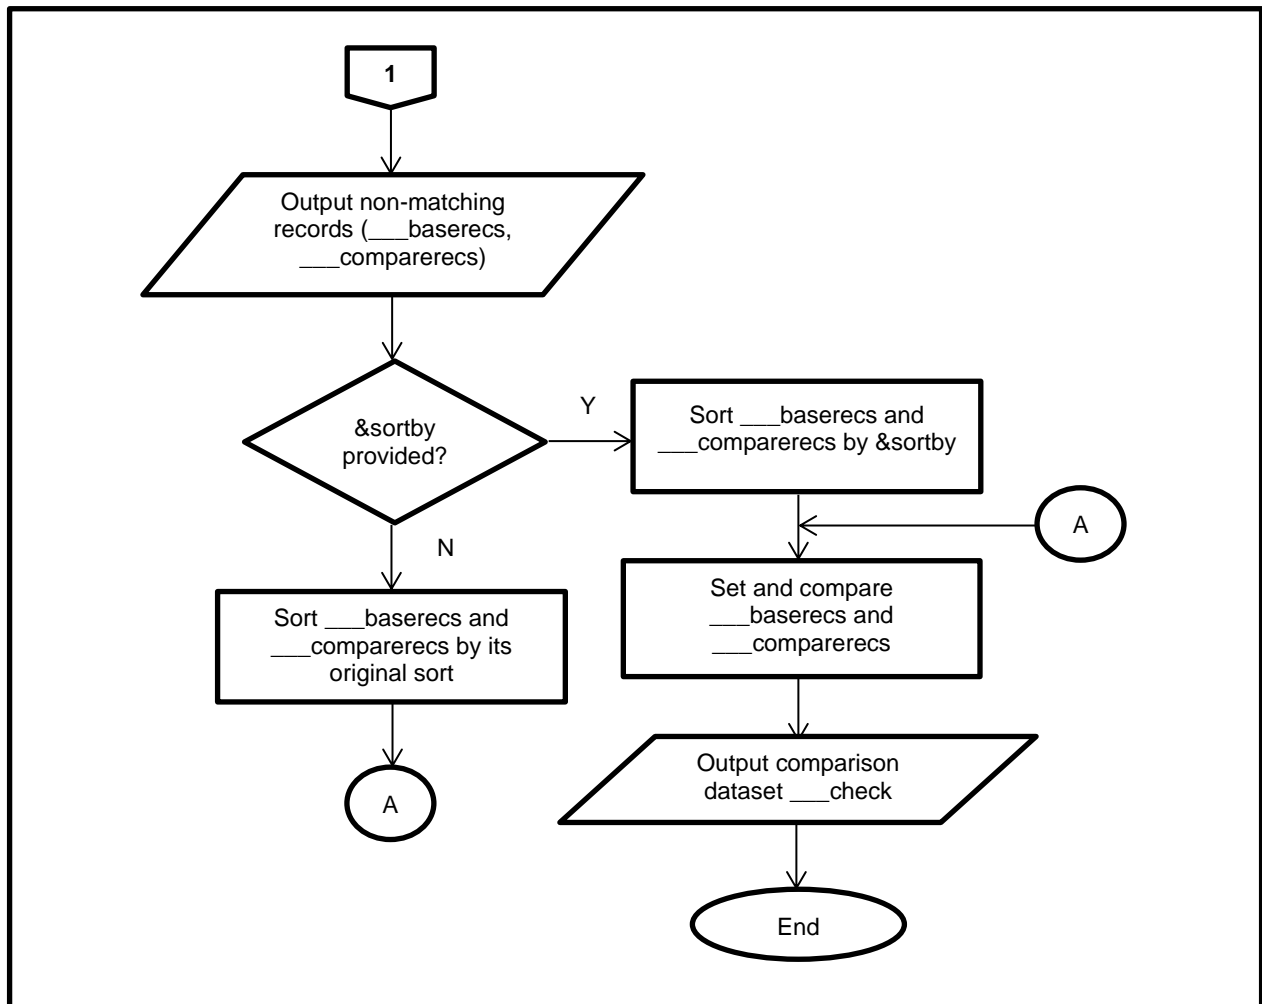 1
Output non-matching
records (___baserecs,
___comparerecs)
&sortby
provided?
Y
Sort ___baserecs and
___comparerecs by &sortby
A
N
Sort ___baserecs and
___comparerecs by its
original sort
A
Set and compare
___baserecs and
___comparerecs
Output comparison
dataset ___check
End